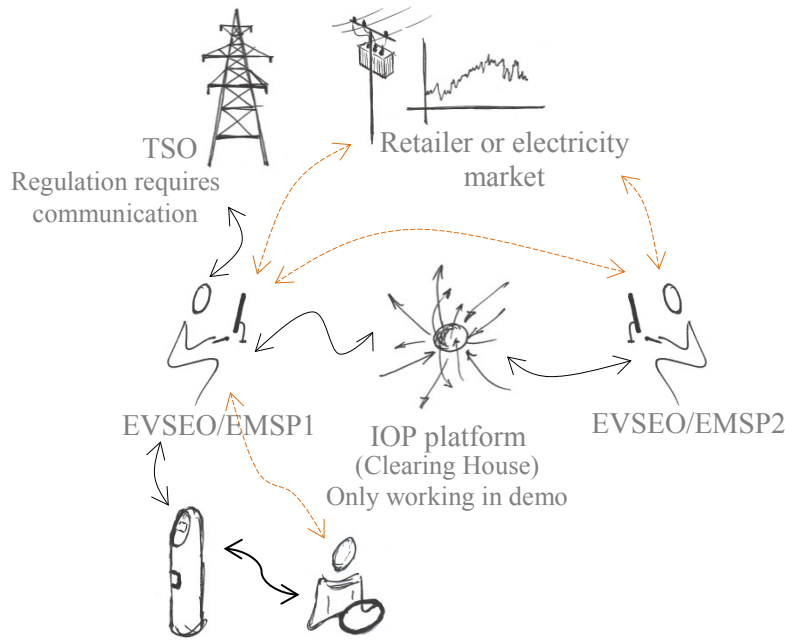 TSO
Regulation requires
communication
Retailer or electricity
market
EVSEO/EMSP1
IOP platform
(Clearing House)
Only working in demo
EVSEO/EMSP2